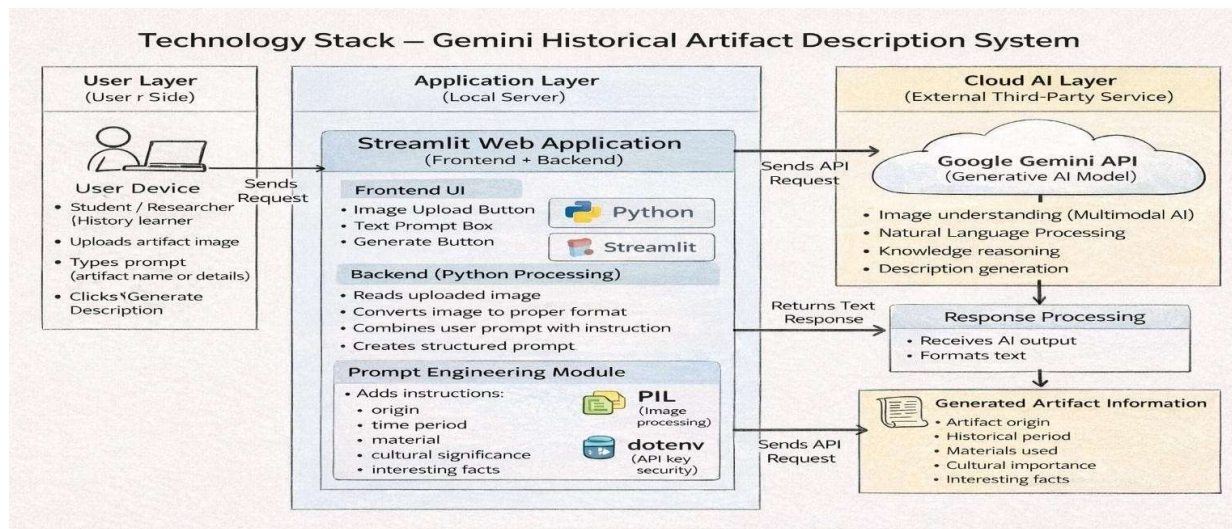 Technology Stack – Gemini Historical Artifact Description System
User Layer
(User r Side)
User Device
• Student / Researcher
(History learner
• Uploads artifact image
• Types prompt
(artifact name or details)
• Clicks 'Generate
Description
Sends
Request
Application Layer
(Local Server)
Streamlit Web Application
(Frontend + Backend)
Frontend UI
• Image Upload Button
• Text Prompt Box
• Generate Button
Python
Streamlit
Backend (Python Processing)
• Reads uploaded image
• Converts image to proper format
• Combines user prompt with instruction
• Creates structured prompt
Prompt Engineering Module
• Adds instructions:
• origin
• time period
• material
• cultural significance
• interesting facts
PIL
(Image
processing)
dotenv
(API key
security)
Sends API
Request
Returns Text
Response
Sends API
Request
Cloud AI Layer
(External Third-Party Service)
Google Gemini API
(Generative AI Model)
• Image understanding (Multimodal AI)
• Natural Language Processing
• Knowledge reasoning
• Description generation
Response Processing
• Receives AI output
• Formats text
Generated Artifact Information
• Artifact origin
• Historical period
• Materials used
• Cultural importance
• Interesting facts